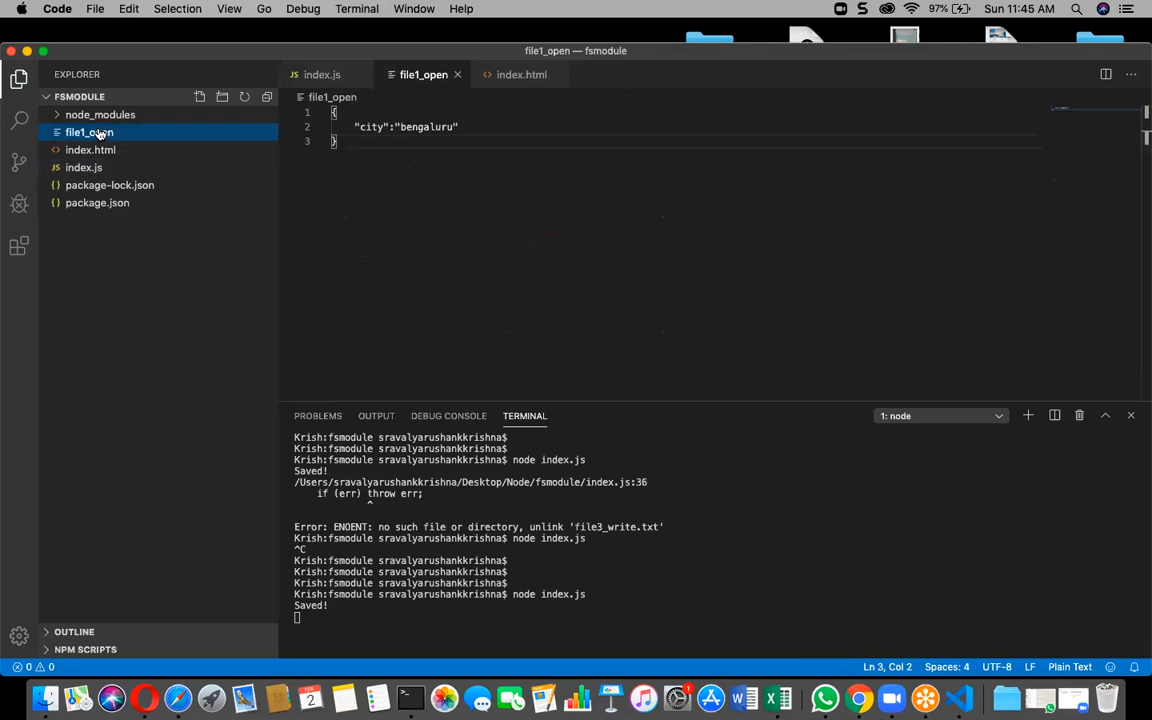 Code File Edit Selection View Go Debug Terminal Window Help 97% Sun 11:45 AM
file1_open — fsmodule
EXPLORER
index.js
file1_open
index.html
FSMODULE
file1_open
node_modules
1 {
file1_open
2 "city":"bengaluru"
3 }
index.html
index.js
package-lock.json
package.json
PROBLEMS OUTPUT DEBUG CONSOLE TERMINAL
1: node
Krish:fsmodule sravalyarushankkrishna$
Krish:fsmodule sravalyarushankkrishna$
Krish:fsmodule sravalyarushankkrishna$ node index.js
Saved!
/Users/sravalyarushankkrishna/Desktop/Node/fsmodule/index.js:36
if (err) throw err;
^
Error: ENOENT: no such file or directory, unlink 'file3_write.txt'
Krish:fsmodule sravalyarushankkrishna$ node index.js
^C
Krish:fsmodule sravalyarushankkrishna$
Krish:fsmodule sravalyarushankkrishna$
Krish:fsmodule sravalyarushankkrishna$
Krish:fsmodule sravalyarushankkrishna$ node index.js
Saved!
OUTLINE
NPM SCRIPTS
0 0
Ln 3, Col 2 Spaces: 4 UTF-8 LF Plain Text
2
1